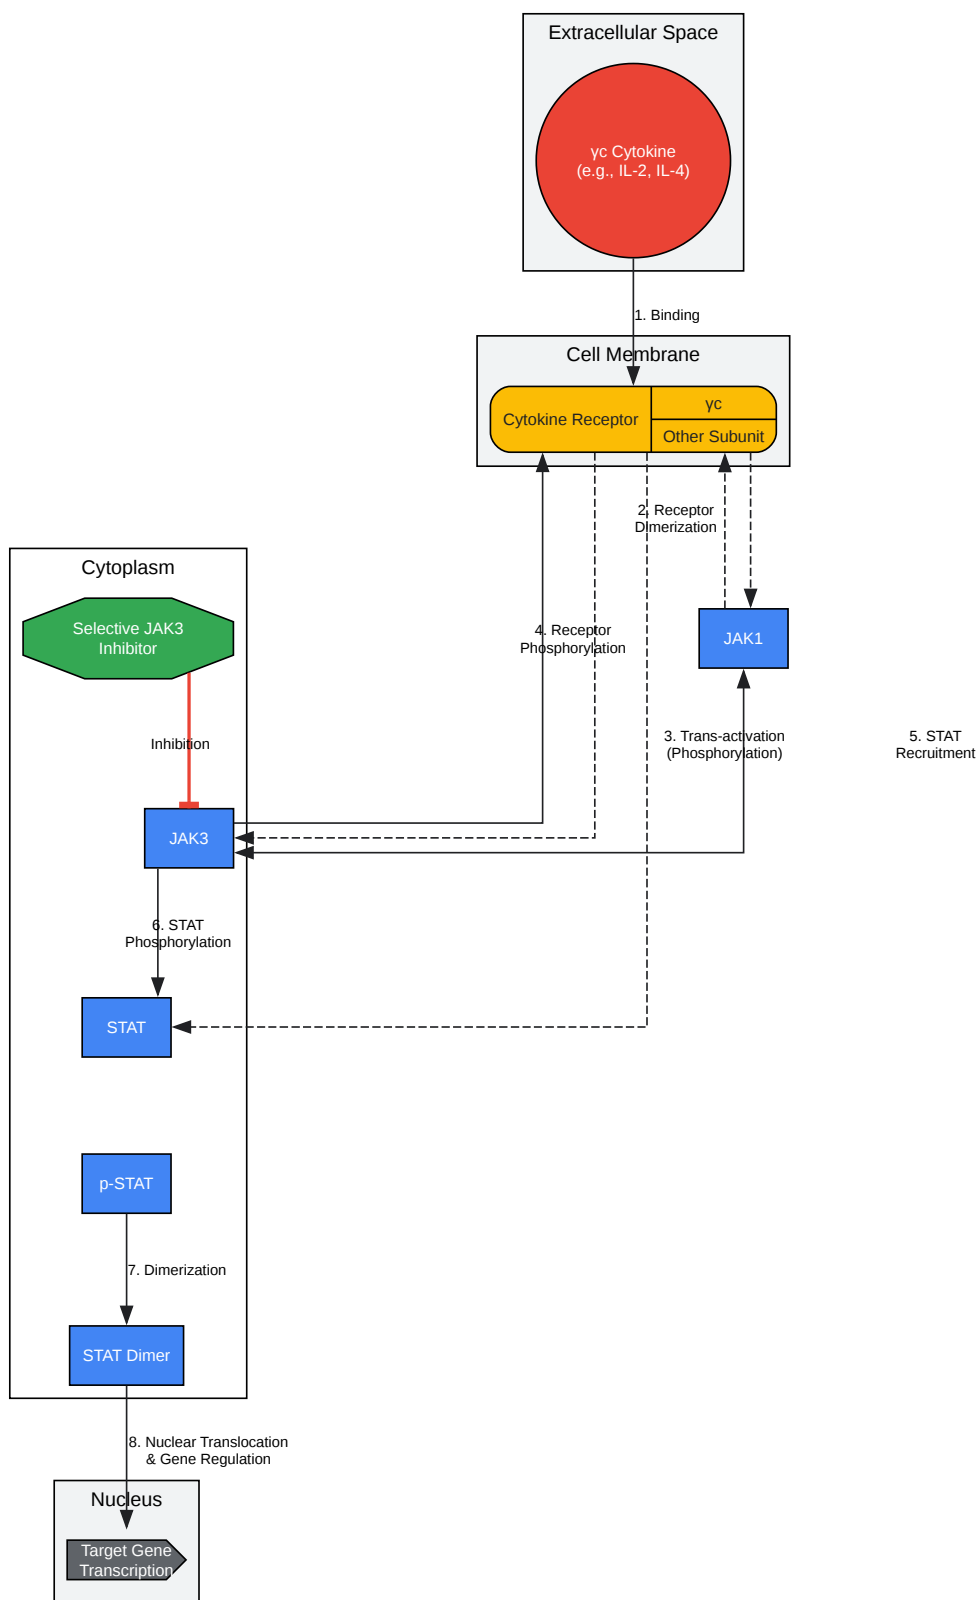 Extracellular Space
γc Cytokine
(e.g., IL-2, IL-4)
1. Binding
Cell Membrane
Cytokine Receptor
γc
Other Subunit
2. Receptor
Dimerization
Cytoplasm
Selective JAK3
Inhibitor
4. Receptor
Phosphorylation
JAK1
Inhibition
3. Trans-activation
(Phosphorylation)
5. STAT
Recruitment
JAK3
6. STAT
Phosphorylation
STAT
p-STAT
7. Dimerization
STAT Dimer
8. Nuclear Translocation
& Gene Regulation
Nucleus
Target Gene
Transcription